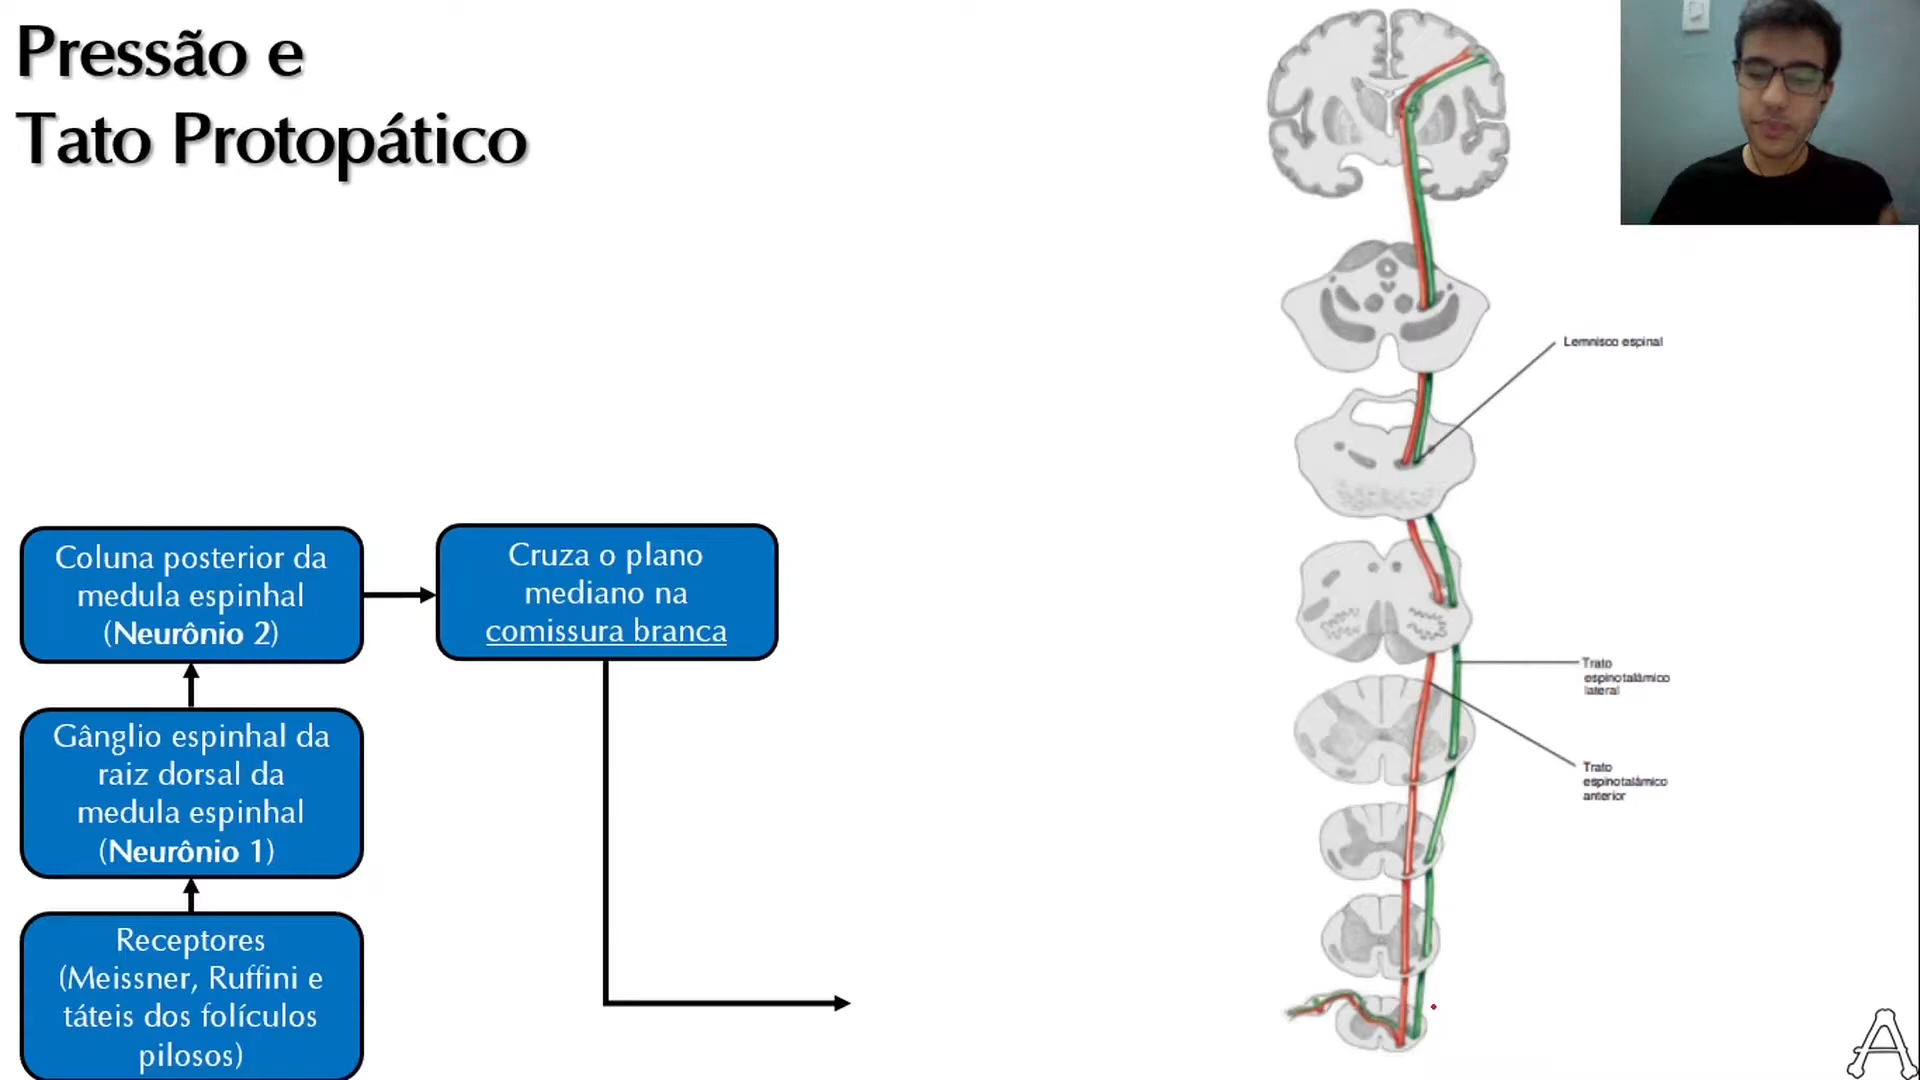 Pressão e
Tato Protopático
Lemnisco espinal
Coluna posterior da
medula espinhal
(Neurônio 2)
Cruza o plano
mediano na
comissura branca
Trato
espinotalâmico
lateral
Gânglio espinhal da
raiz dorsal da
medula espinhal
(Neurônio 1)
Trato
espinotalâmico
anterior
Receptores
(Meissner, Ruffini e
táteis dos folículos
pilosos)
A